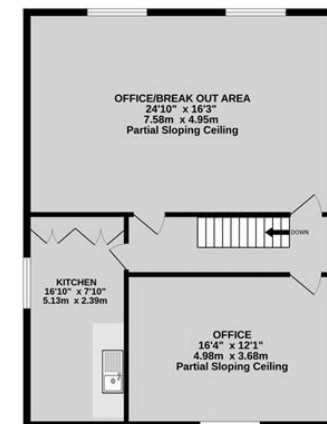 OFFICE/BREAK OUT AREA
24'10" x 16'3"
7.58m x 4.95m
Partial Sloping Ceiling
DOWN
KITCHEN
16'10" x 7'10"
5.13m x 2.39m
OFFICE
16'4" x 12'1"
4.98m x 3.68m
Partial Sloping Ceiling